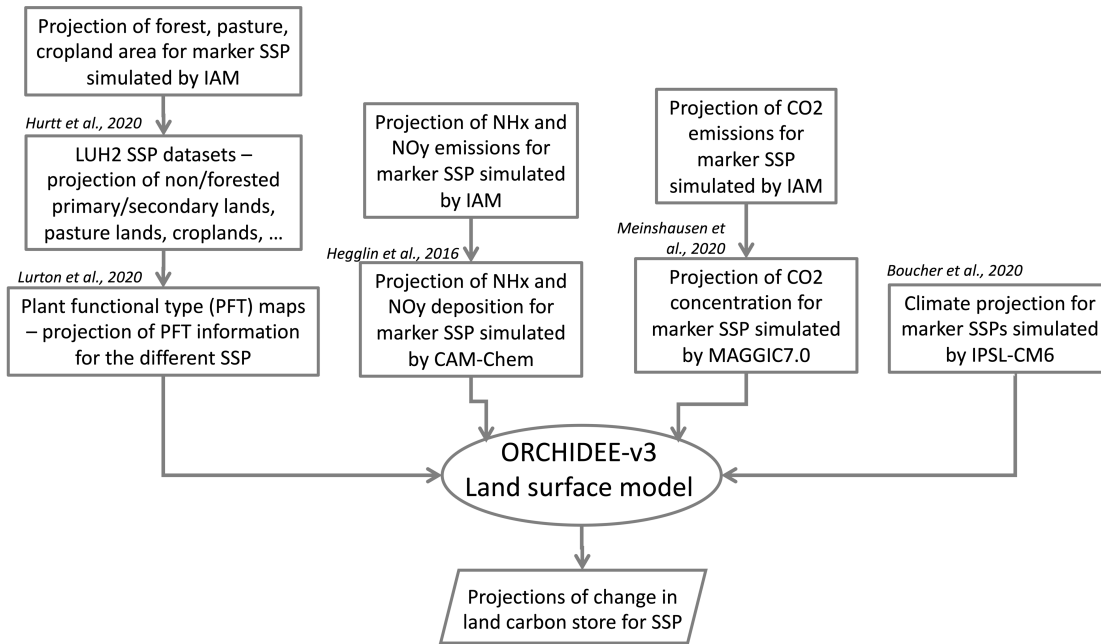 Projection of forest, pasture,
cropland area for marker SSP
simulated by IAM
Hurtt et al., 2020
LUH2 SSP datasets –
projection of non/forested
primary/secondary lands,
pasture lands, croplands, ...
Lurton et al., 2020
Plant functional type (PFT) maps
– projection of PFT information
for the different SSP
Projection of NHx and
NOy emissions for
marker SSP simulated
by IAM
Hegglin et al., 2016
Projection of NHx and
NOy deposition for
marker SSP simulated
by CAM-Chem
Projection of CO2
emissions for
marker SSP
simulated by IAM
Meinshausen et
al., 2020
Projection of CO2
concentration for
marker SSP simulated
by MAGGIC7.0
Boucher et al., 2020
Climate projection for
marker SSPs simulated
by IPSL-CM6
ORCHIDEE-v3
Land surface model
Projections of change in
land carbon store for SSP